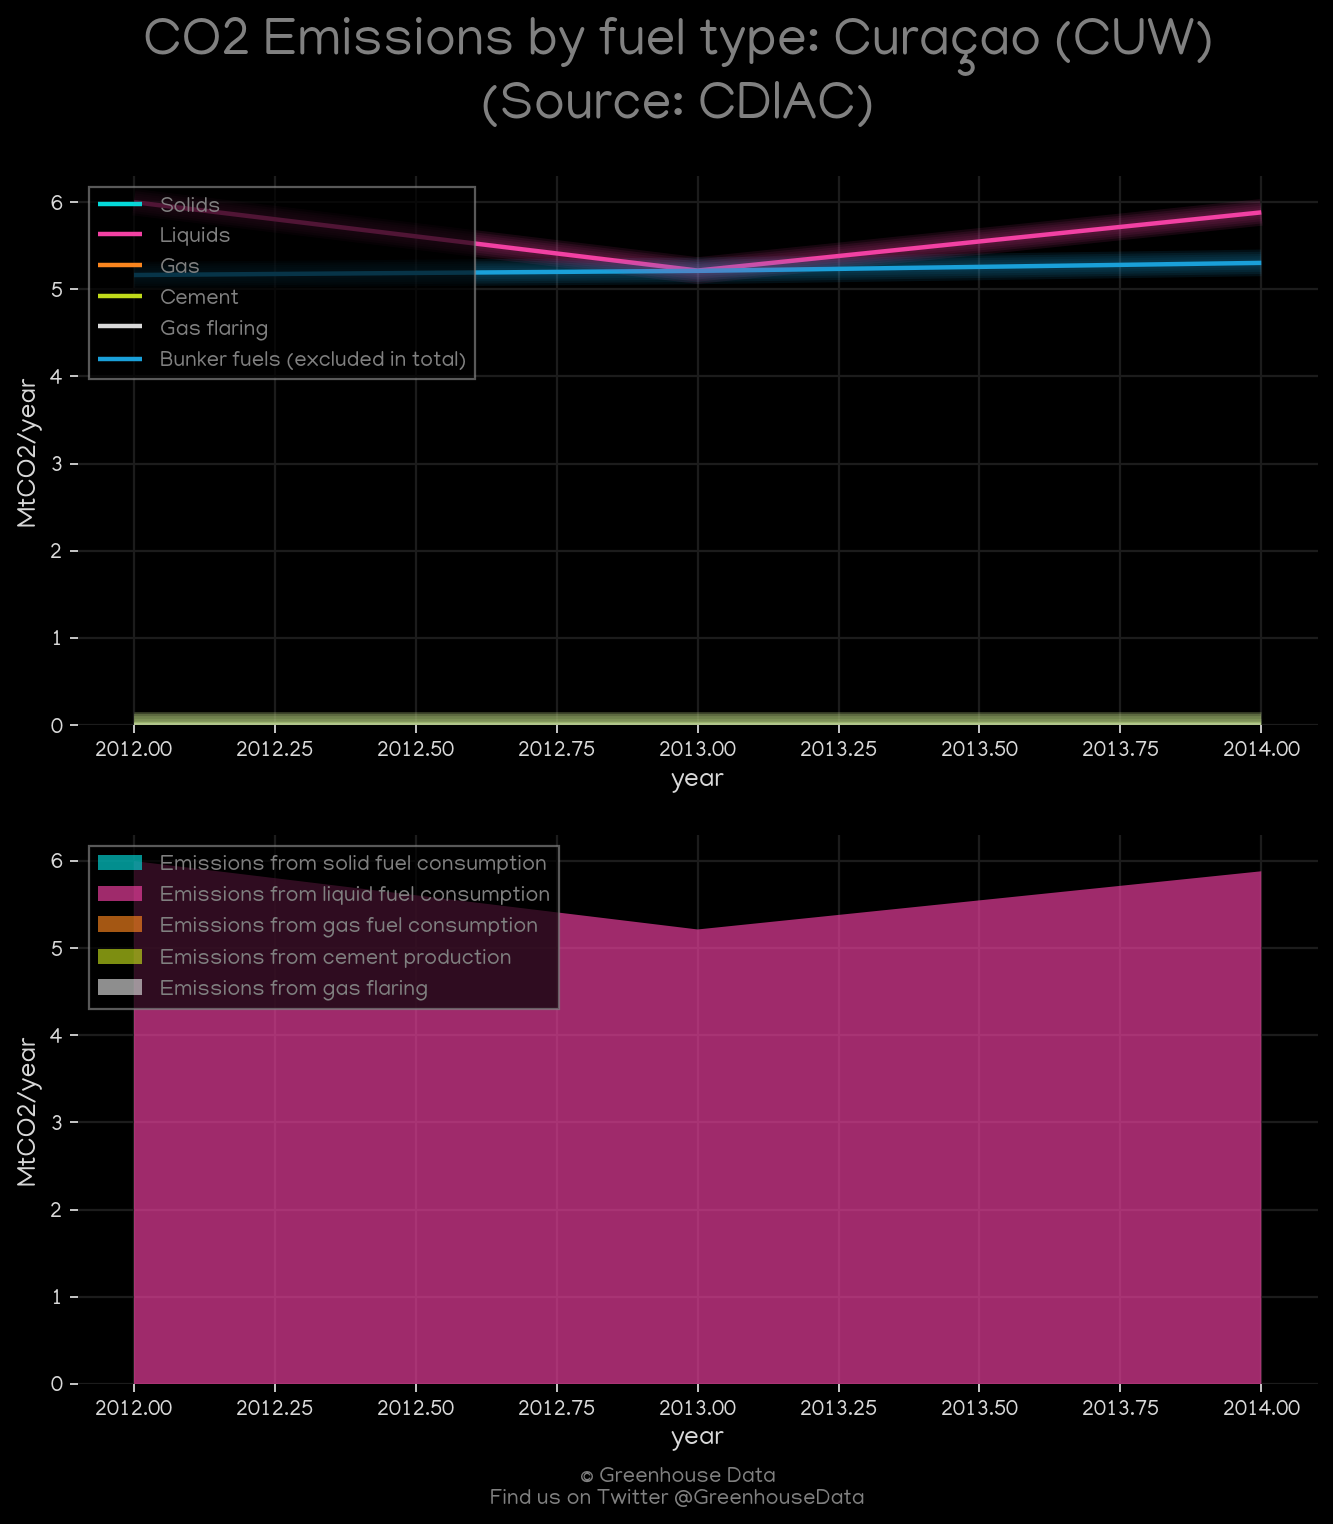 CO2 Emissions by fuel type: Curaçao (CUW)
(Source: CDIAC)
6
5
4
3
2
1
0
MtCO2/year
Solids
Liquids
Gas
Cement
Gas flaring
Bunker fuels (excluded in total)
2012.00 2012.25 2012.50 2012.75 2013.00 2013.25 2013.50 2013.75 2014.00
year
6
5
4
3
2
1
0
MtCO2/year
Emissions from solid fuel consumption
Emissions from liquid fuel consumption
Emissions from gas fuel consumption
Emissions from cement production
Emissions from gas flaring
2012.00 2012.25 2012.50 2012.75 2013.00 2013.25 2013.50 2013.75 2014.00
year
© Greenhouse Data
Find us on Twitter @GreenhouseData